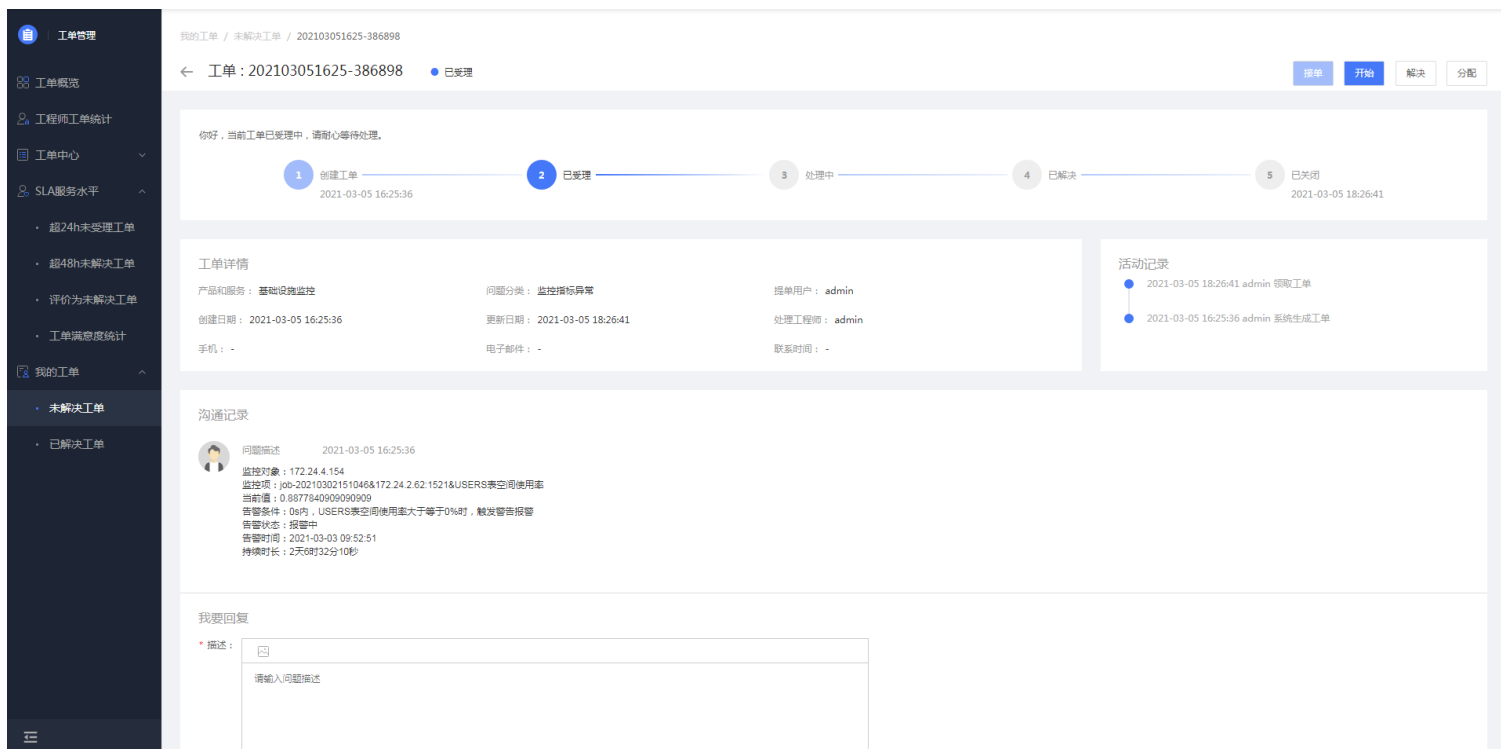 工单管理
工单概览
工程师工单统计
工单中心
SLA服务水平
超24h未受理工单
超48h未解决工单
评价为未解决工单
工单满意度统计
我的工单
未解决工单
已解决工单
我的工单 / 未解决工单 / 202103051625-386898
工单 : 202103051625-386898 已受理
接单 开始 解决 分配
你好，当前工单已受理中，请耐心等待处理。
1 创建工单 2 已受理 3 处理中 4 已解决 5 已关闭
2021-03-05 16:25:36 2021-03-05 18:26:41
工单详情
产品和服务： 基础设施监控 问题分类： 监控指标异常 提单用户： admin
创建日期： 2021-03-05 16:25:36 更新日期： 2021-03-05 18:26:41 处理工程师： admin
手机： - 电子邮件： - 联系时间： -
活动记录
2021-03-05 18:26:41 admin 领取工单
2021-03-05 16:25:36 admin 系统生成工单
沟通记录
问题描述 2021-03-05 16:25:36
监控对象：172.24.4.154
监控项：job-20210302151046&172.24.2.62:1521&USERS表空间使用率
当前值：0.8877840909090909
告警条件：0s内，USERS表空间使用率大于等于0%时，触发警告报警
告警状态：报警中
告警时间：2021-03-03 09:52:51
持续时长：2天6时32分10秒
我要回复
* 描述：
请输入问题描述